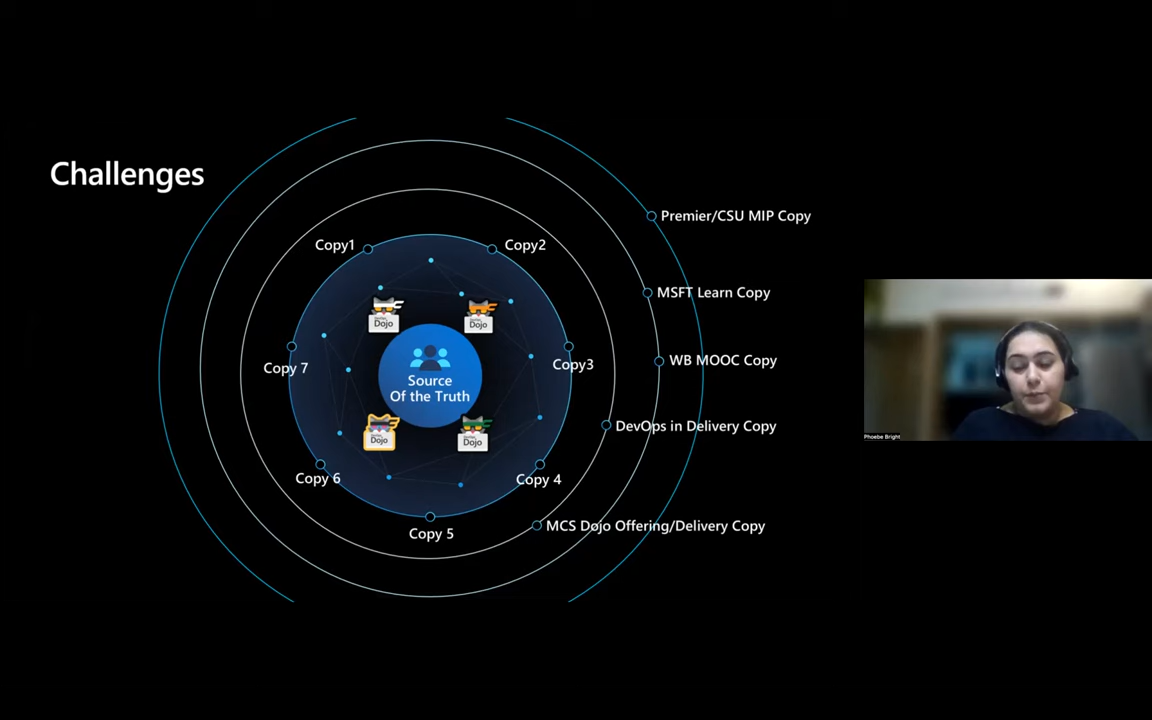 Challenges
Premier/CSU MIP Copy
Copy1
Copy2
MSFT Learn Copy
Dojo
Dojo
WB MOOC Copy
Copy 7
Copy3
Source
Of the Truth
DevOps in Delivery Copy
Dojo
Dojo
Copy 6
Copy 4
MCS Dojo Offering/Delivery Copy
Copy 5
Phoebe Bright